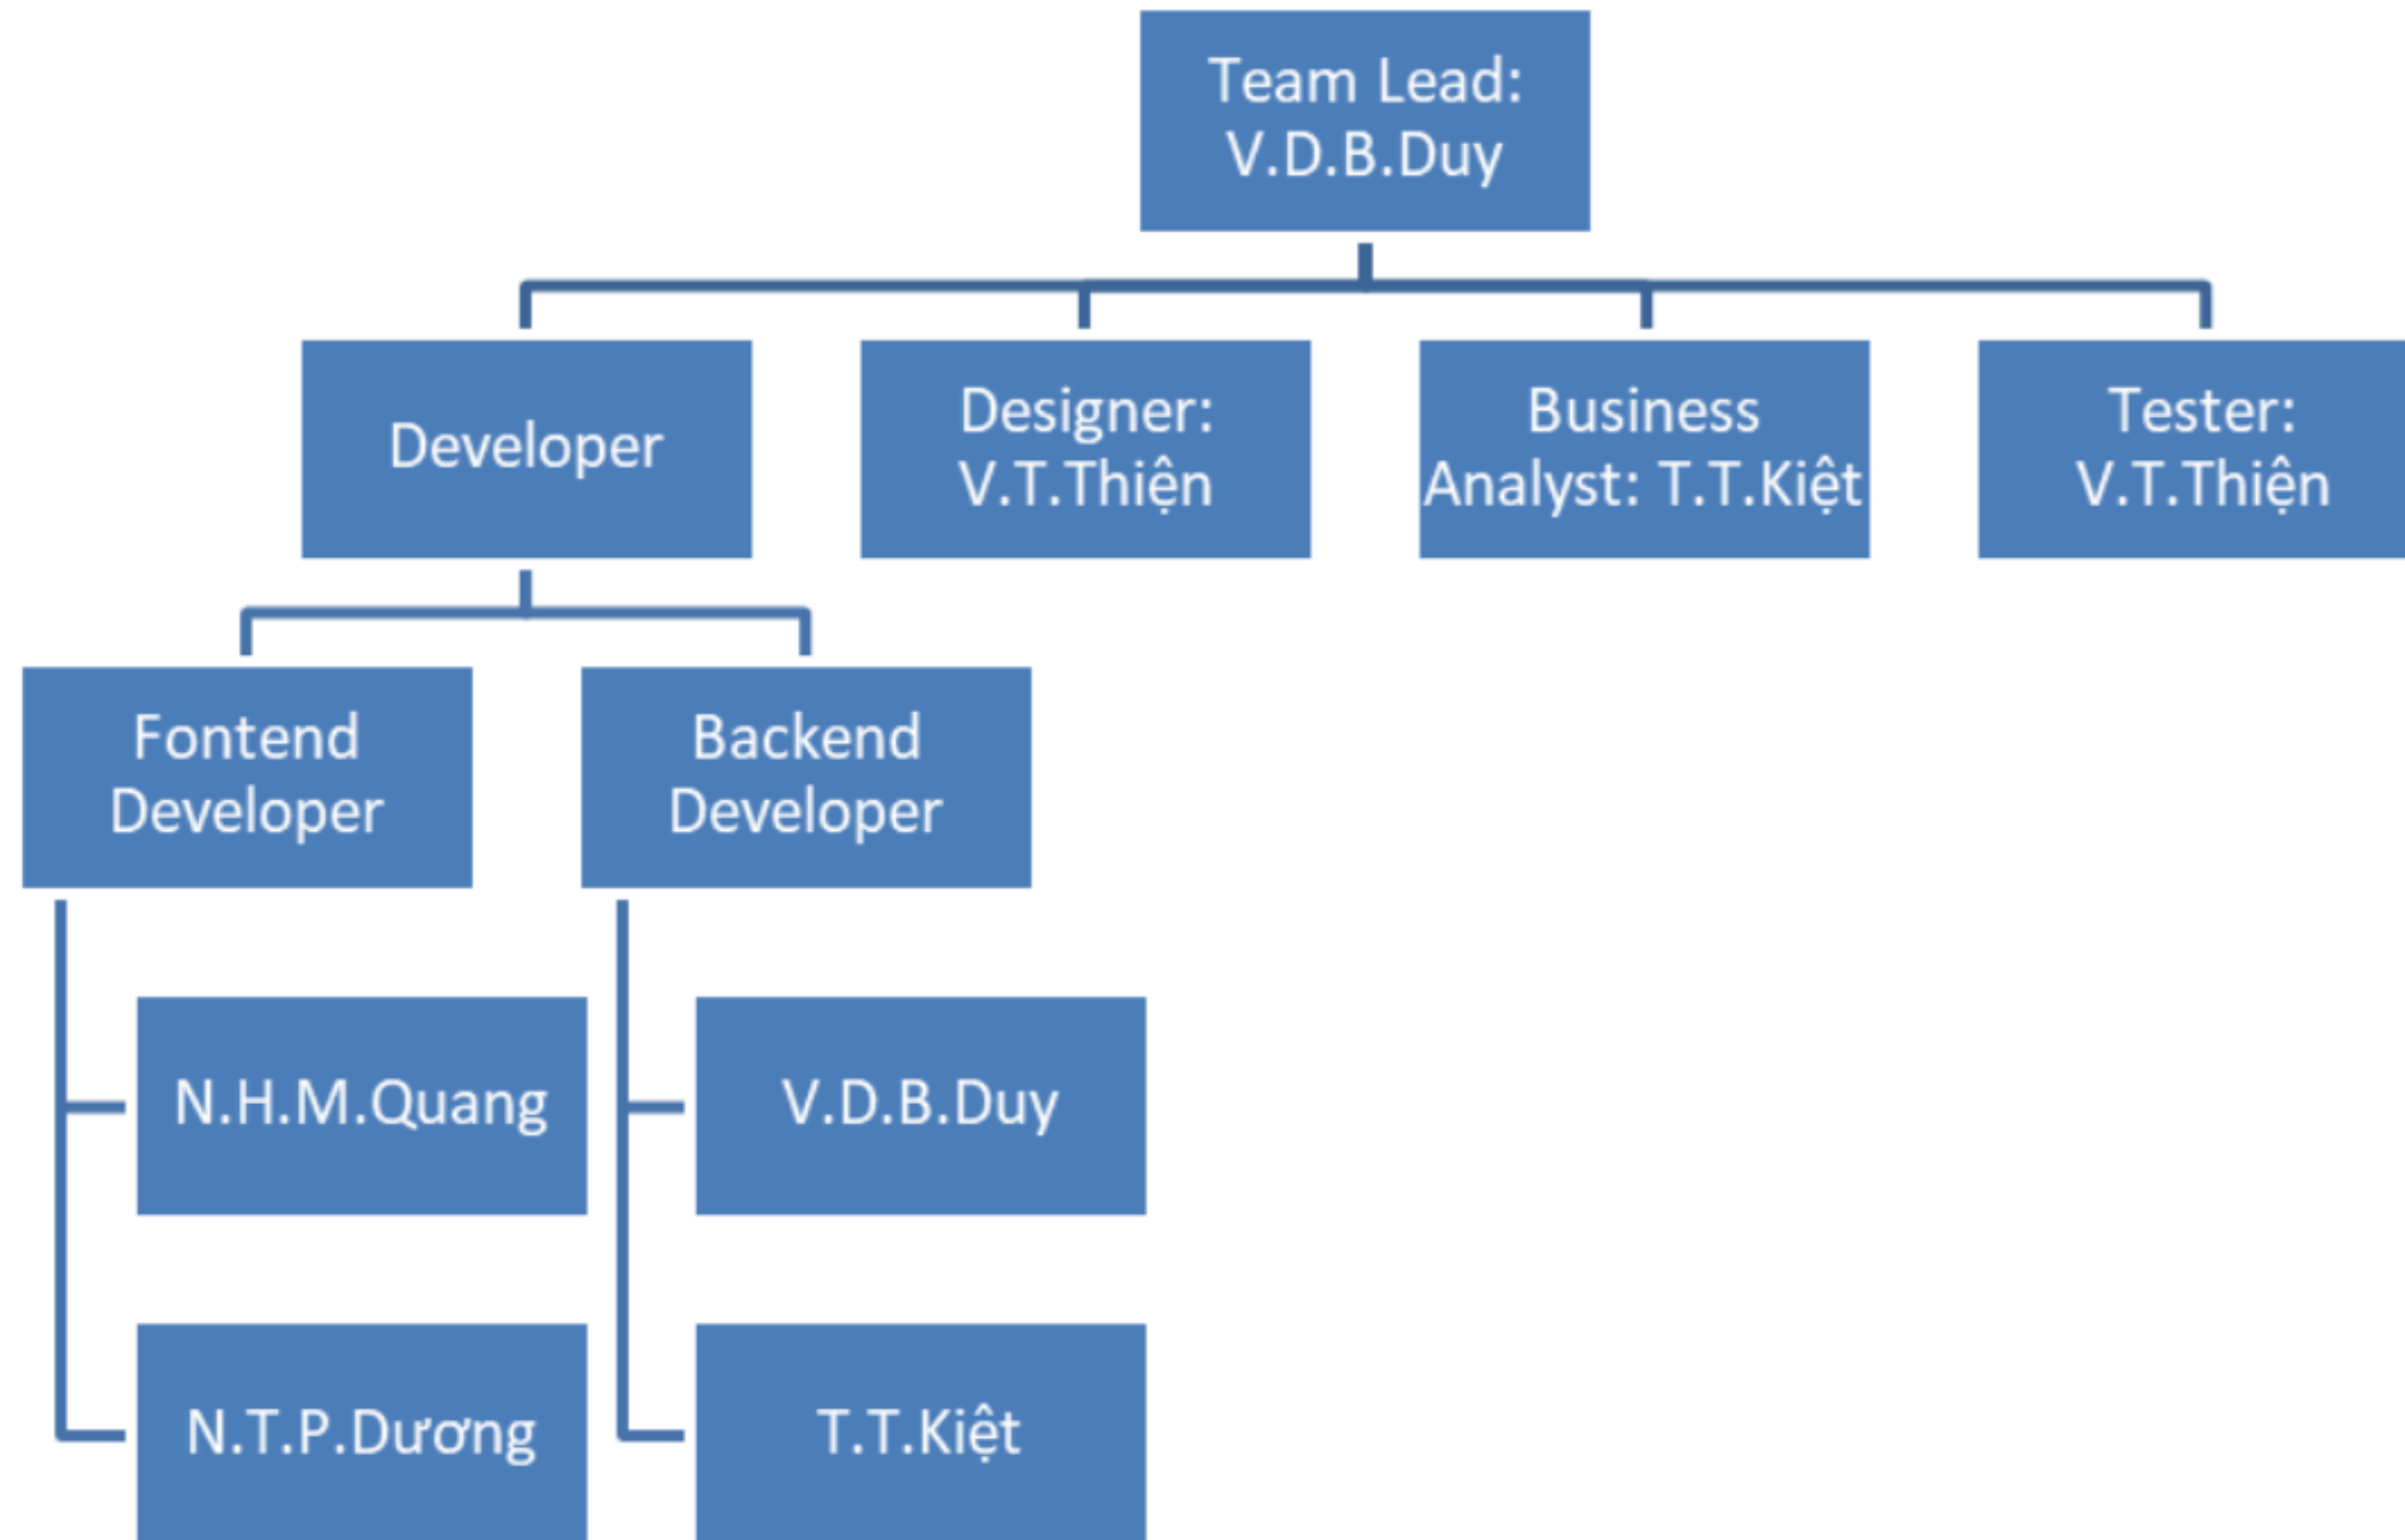 Team Lead:
V.D.B.Duy
Developer
Designer:
V.T.Thiện
Business
Analyst: T.T.Kiệt
Tester:
V.T.Thiện
Fontend
Developer
Backend
Developer
N.H.M.Quang
V.D.B.Duy
N.T.P.Dương
T.T.Kiệt